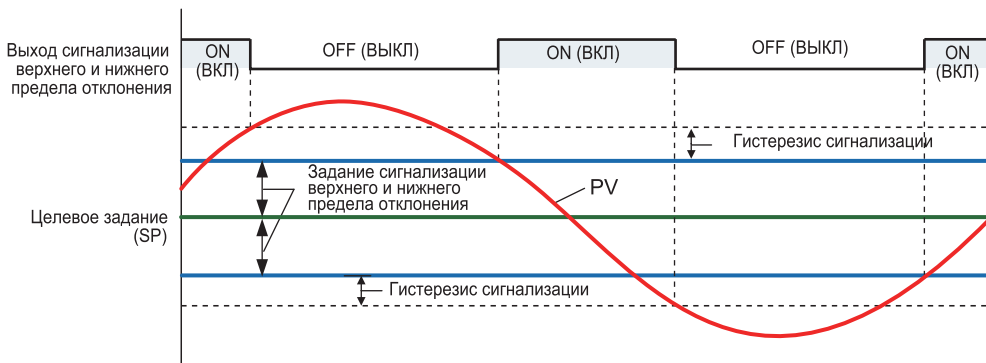 Выход сигнализации
верхнего и нижнего
предела отклонения
ON
(ВКЛ)
OFF (ВЫКЛ)
ON (ВКЛ)
OFF (ВЫКЛ)
ON
(ВКЛ)
Гистерезис сигнализации
Задание сигнализации
верхнего и нижнего
предела отклонения
PV
Целевое задание
(SP)
Гистерезис сигнализации